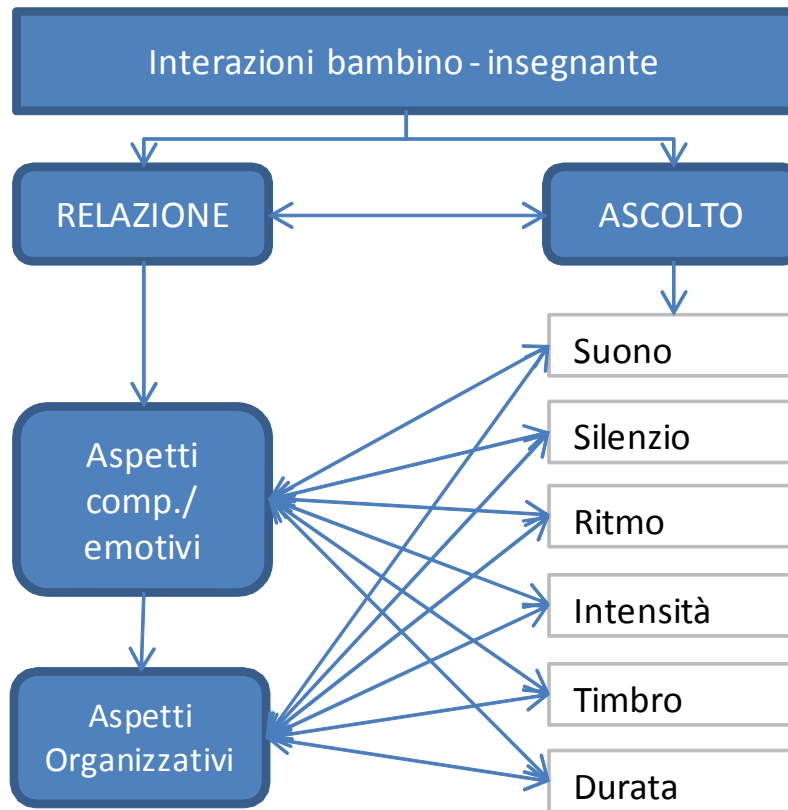 Interazioni bambino - insegnante
RELAZIONE
ASCOLTO
Suono
Silenzio
Ritmo
Intensità
Timbro
Durata
Aspetti
comp./
emotivi
Aspetti
Organizzativi